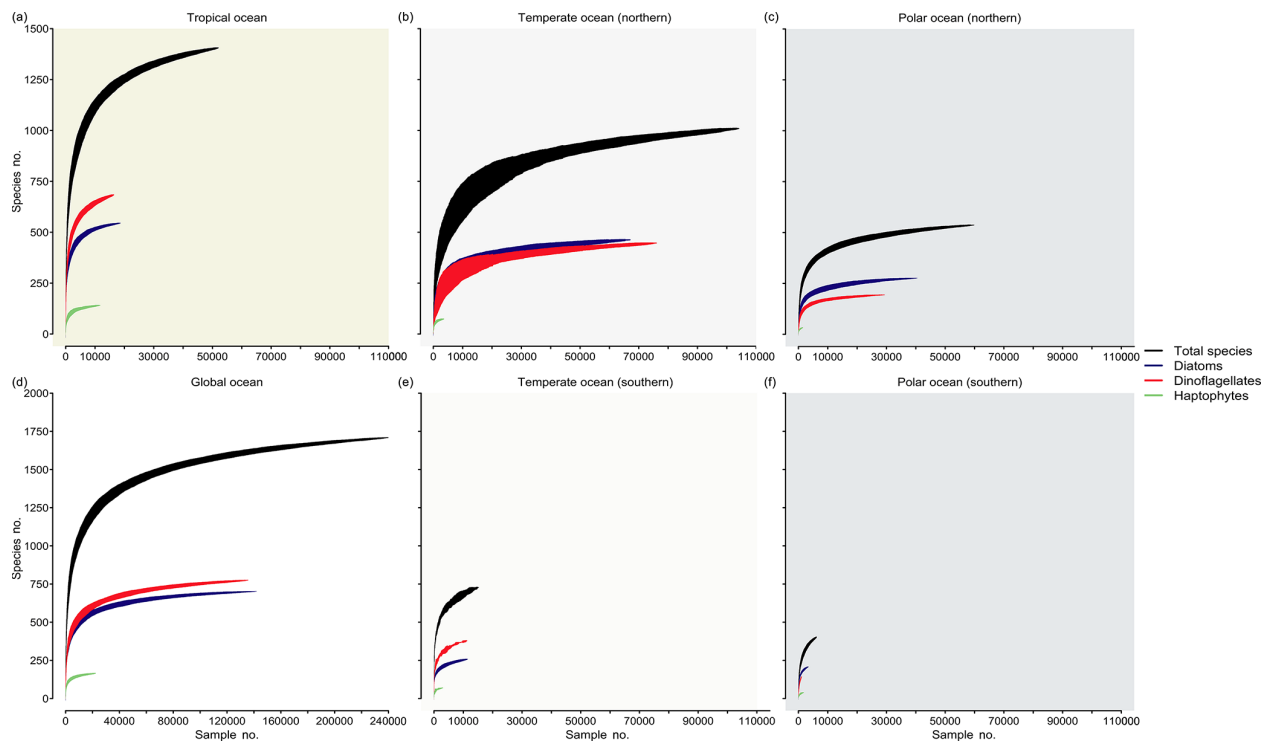 (a) Tropical ocean (b) Temperate ocean (northern) (c) Polar ocean (northern)
1500
1250
1000
750
500
250
0
Species no.
0 10000 30000 50000 70000 90000 110000
0 10000 30000 50000 70000 90000 110000
0 10000 30000 50000 70000 90000 110000
Total species
Diatoms
Dinoflagellates
Haptophytes
(d) Global ocean (e) Temperate ocean (southern) (f) Polar ocean (southern)
2000
1750
1500
1250
1000
750
500
250
0
Species no.
0 40000 80000 120000 160000 200000 240000
0 10000 30000 50000 70000 90000 110000
0 10000 30000 50000 70000 90000 110000
Sample no. Sample no. Sample no.